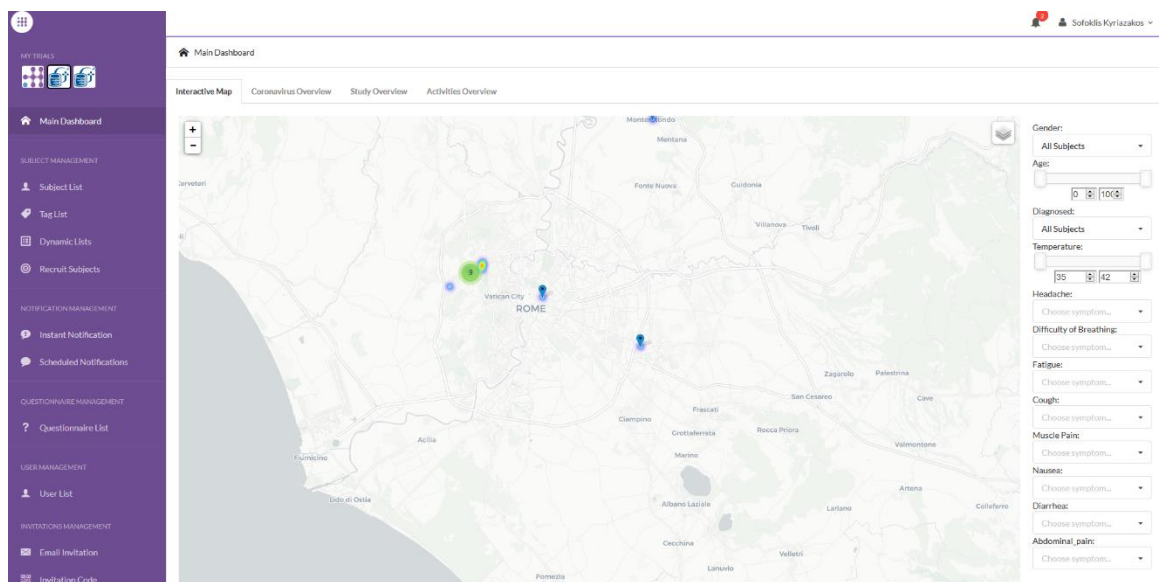 2
Sofoklis Kyriazakos
MY TRIALS
Main Dashboard
SUBJECT MANAGEMENT
Subject List
Tag List
Dynamic Lists
Recruit Subjects
NOTIFICATION MANAGEMENT
Instant Notification
Scheduled Notifications
QUESTIONNAIRE MANAGEMENT
? Questionnaire List
USER MANAGEMENT
User List
INVITATIONS MANAGEMENT
Email Invitation
Invitation Code
Main Dashboard
Interactive Map Coronavirus Overview Study Overview Activities Overview
+
-
Mentana
Cerveteri
Fonte Nuova
Guidonia
Villanova
Tivoli
9
Vatican City
ROME
Zagarolo
Palestrina
San Cesareo
Cave
Ciampino
Frascati
Grottaferrata
Rocca Priora
Acilia
Marino
Valmontone
Fiumicino
Artena
Lido di Ostia
Albano Laziale
Lariano
Colleferro
Cecchina
Velletri
Lanuvio
Pomezia
Gender:
All Subjects
Age:
0 100
Diagnosed:
All Subjects
Temperature:
35 42
Headache:
Choose symptom...
Difficulty of Breathing:
Choose symptom...
Fatigue:
Choose symptom...
Cough:
Choose symptom...
Muscle Pain:
Choose symptom...
Nausea:
Choose symptom...
Diarrhea:
Choose symptom...
Abdominal_pain:
Choose symptom...